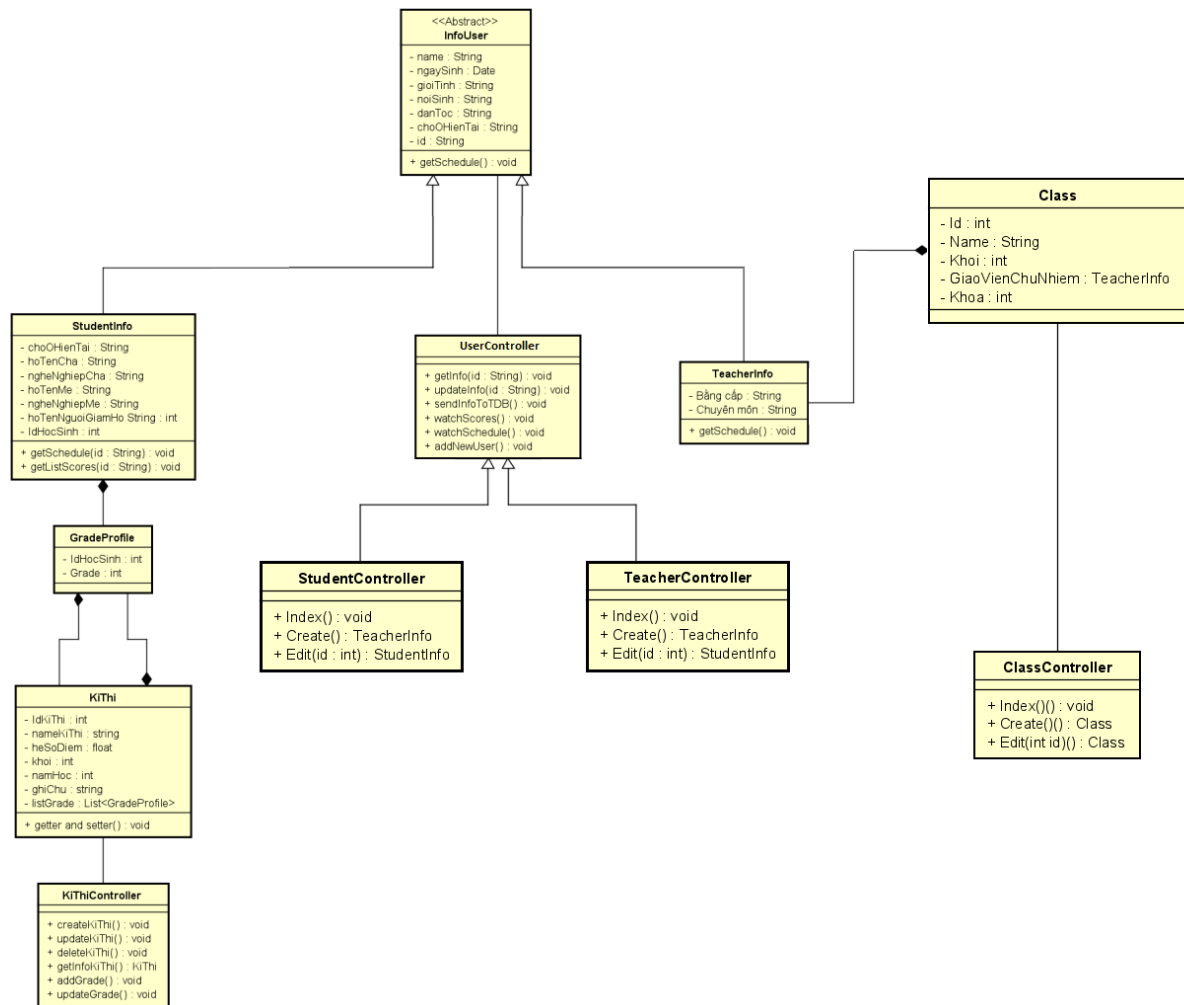 <<Abstract>>
InfoUser
- name : String
- ngaySinh : Date
- gioiTinh : String
- noiSinh : String
- danToc : String
- choOHienTai : String
- id : String
+ getSchedule() : void
Class
- Id : int
- Name : String
- Khoi : int
- GiaoVienChuNhiem : TeacherInfo
- Khoa : int
StudentInfo
- choOHienTai : String
- hoTenCha : String
- ngheNghiepCha : String
- hoTenMe : String
- ngheNghiepMe : String
- hoTenNguoiGiamHo String : int
- IdHocSinh : int
+ getSchedule(id : String) : void
+ getListScores(id : String) : void
UserController
+ getInfo(id : String) : void
+ updateInfo(id : String) : void
+ sendInfoToTDB() : void
+ watchScores() : void
+ watchSchedule() : void
+ addNewUser() : void
TeacherInfo
- Bằng cấp : String
- Chuyên môn : String
+ getSchedule() : void
GradeProfile
- IdHocSinh : int
- Grade : int
StudentController
+ Index() : void
+ Create() : TeacherInfo
+ Edit(id : int) : StudentInfo
TeacherController
+ Index() : void
+ Create() : TeacherInfo
+ Edit(id : int) : StudentInfo
ClassController
+ Index()() : void
+ Create()() : Class
+ Edit(int id)() : Class
KiThi
- IdKiThi : int
- nameKiThi : string
- heSoDiem : float
- khoi : int
- namHoc : int
- ghiChu : string
- listGrade : List<GradeProfile>
+ getter and setter() : void
KiThiController
+ createKiThi() : void
+ updateKiThi() : void
+ deleteKiThi() : void
+ getInfoKiThi() : KiThi
+ addGrade() : void
+ updateGrade() : void